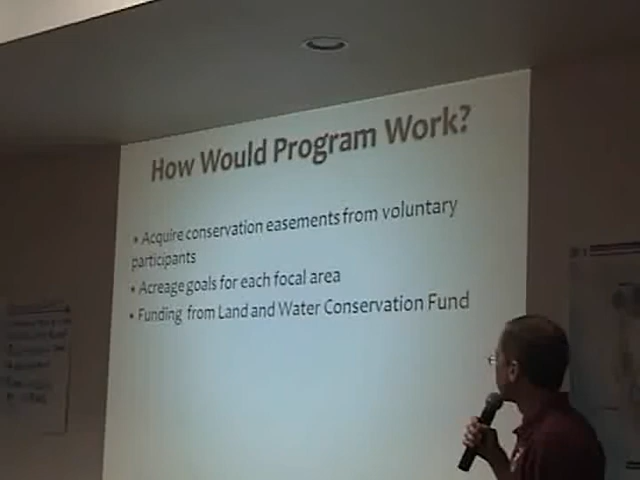 How Would Program Work?
• Acquire conservation easements from voluntary
participants
• Acreage goals for each focal area
• Funding from Land and Water Conservation Fund